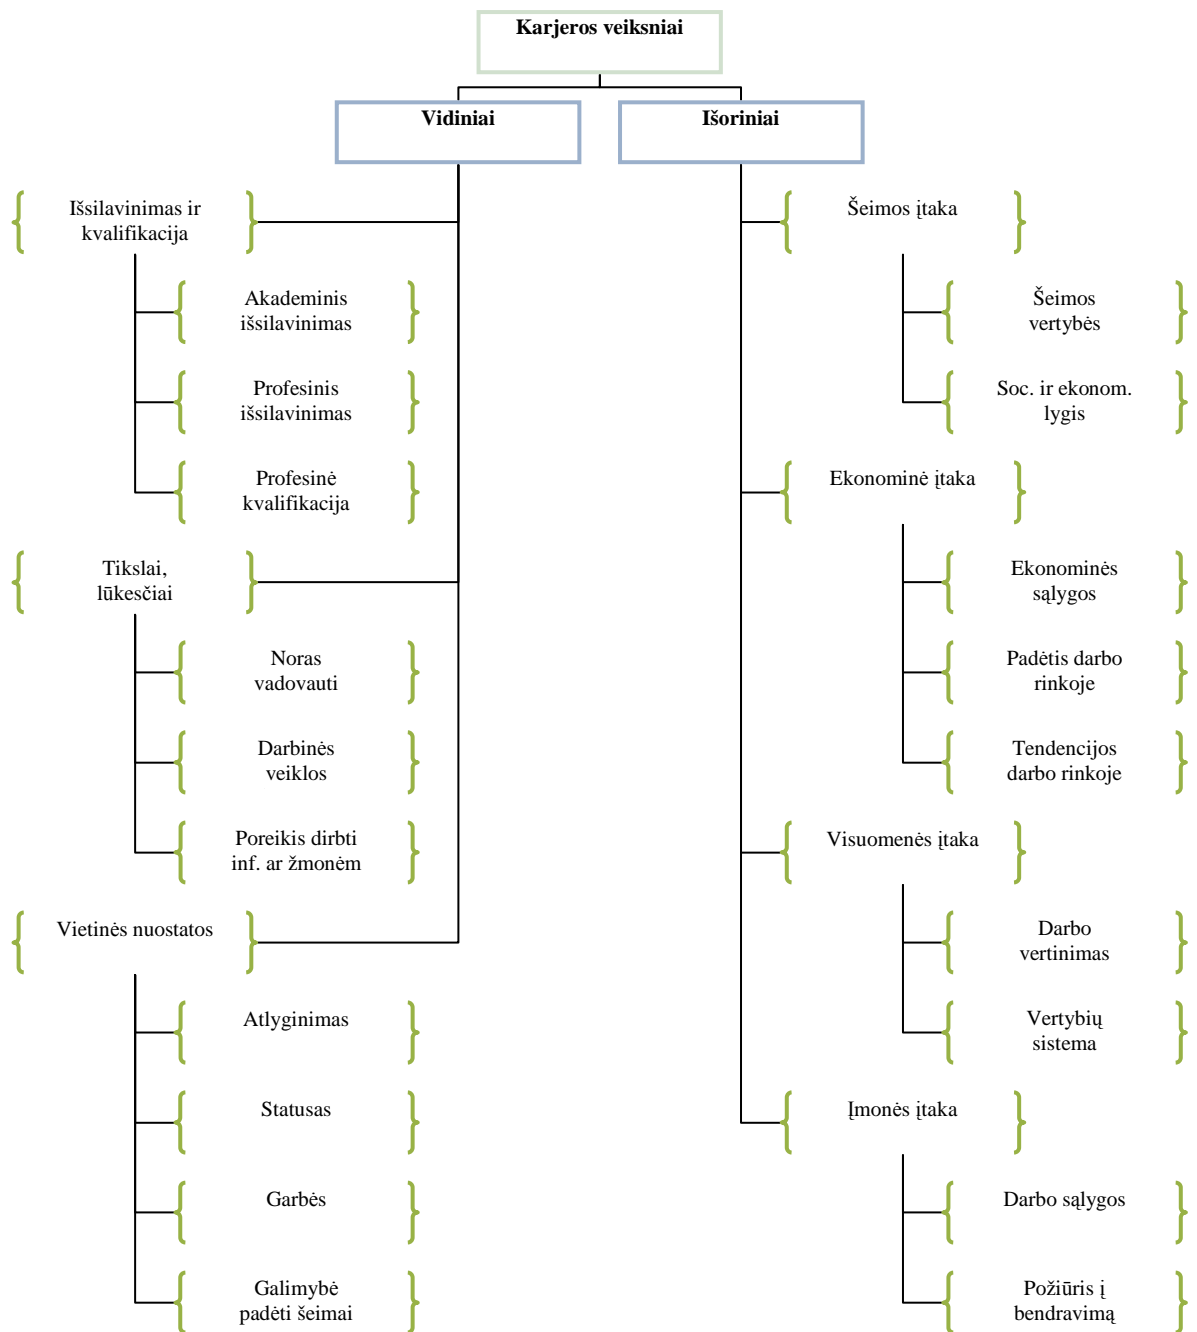 Karjeros veiksniai
Vidiniai
Išsilavinimas ir
kvalifikacija
Akademinis
išsilavinimas
Profesinis
išsilavinimas
Profesinė
kvalifikacija
Tikslai,
lūkesčiai
Noras
vadovauti
Darbinės
veiklos
Poreikis dirbti
inf. ar žmonėm
Vietinės nuostatos
Atlyginimas
Statusas
Garbės
Galimybė
padėti šeimai
Išoriniai
Šeimos įtaka
Šeimos
vertybės
Soc. ir ekonom.
lygis
Ekonominė įtaka
Ekonominės
sąlygos
Padėtis darbo
rinkoje
Tendencijos
darbo rinkoje
Visuomenės įtaka
Darbo
vertinimas
Vertybių
sistema
Įmonės įtaka
Darbo sąlygos
Požiūris į
bendravimą